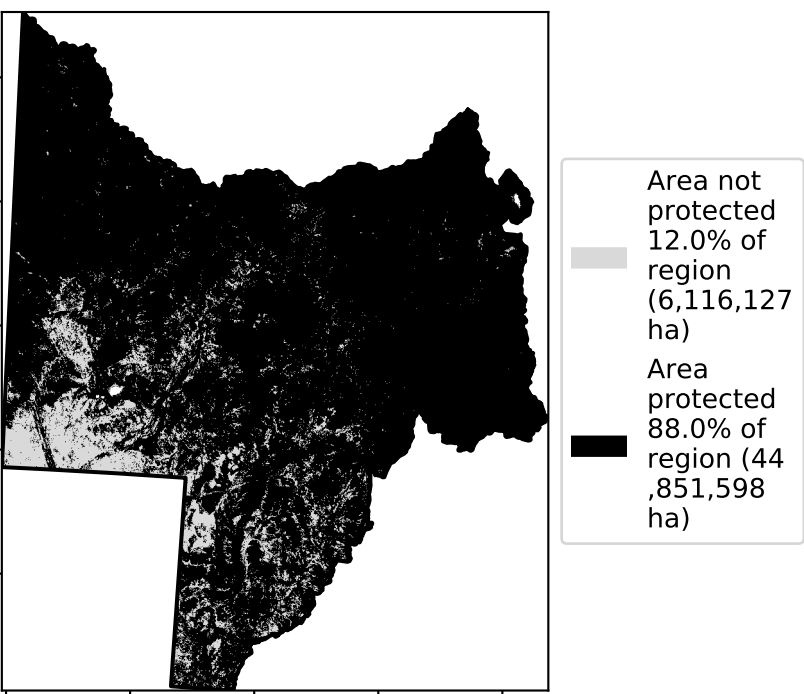 Area not
protected
12.0% of
region
(6,116,127
ha)
Area
protected
88.0% of
region (44
,851,598
ha)